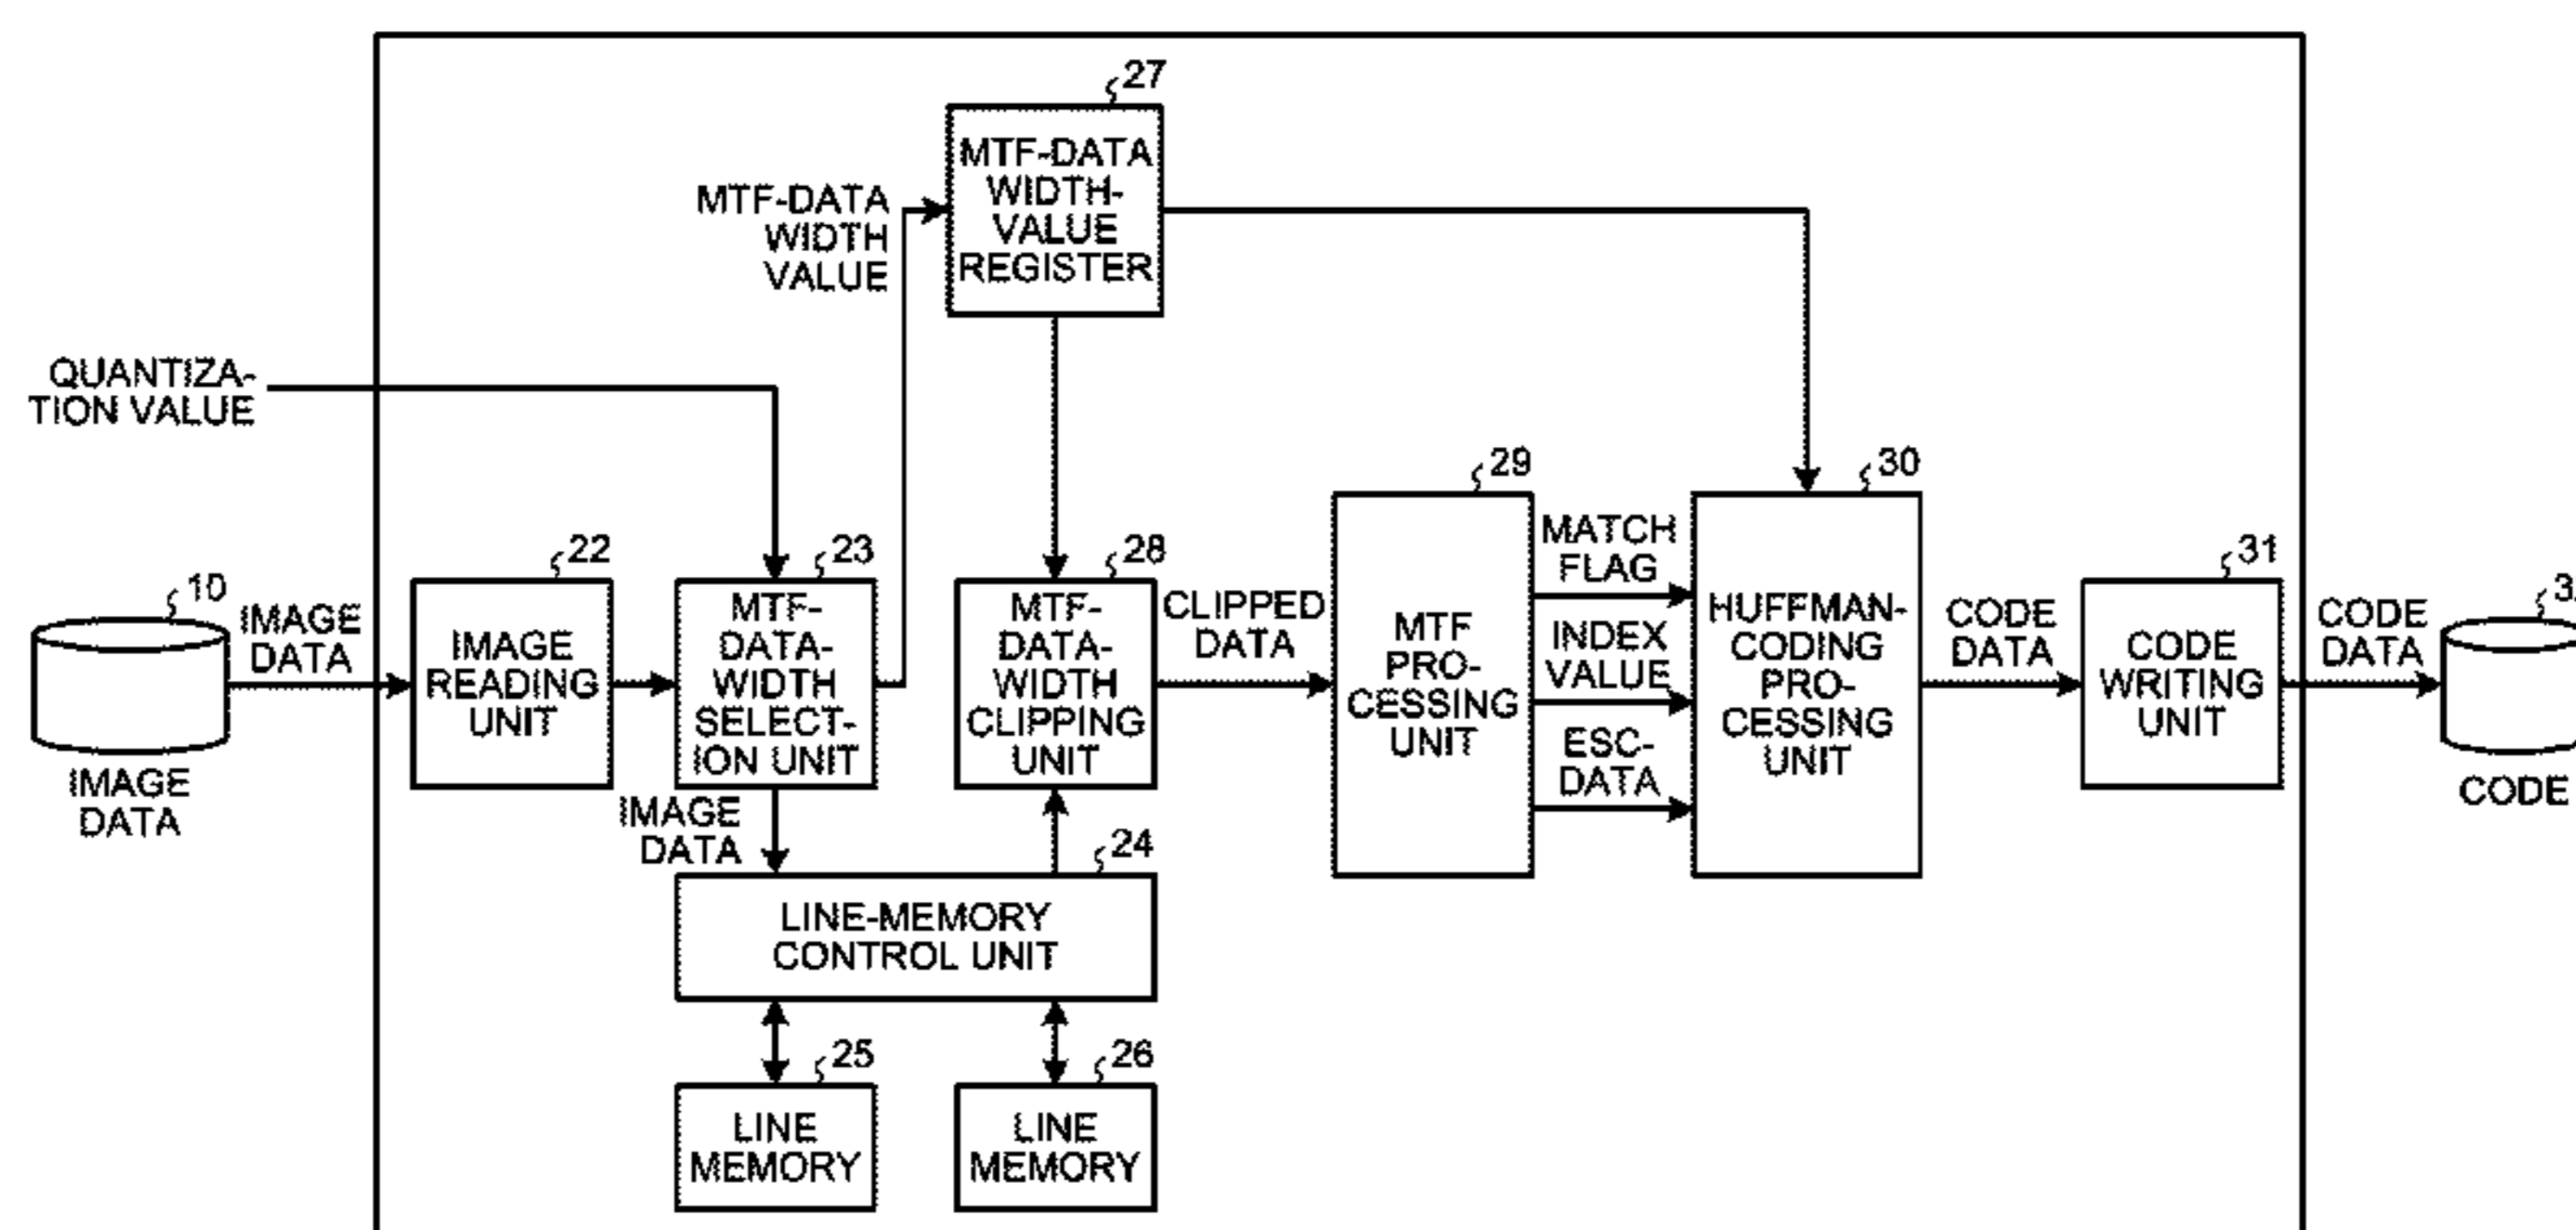 27
MTF-DATA
WIDTH-
VALUE
REGISTER
MTF-DATA
WIDTH
VALUE
QUANTIZA-
TION VALUE
10
IMAGE
DATA
IMAGE
DATA
22
IMAGE
READING
UNIT
23
MTF-
DATA-
WIDTH
SELECT-
ION UNIT
28
MTF-
DATA-
WIDTH
CLIPPING
UNIT
CLIPPED
DATA
29
MTF
PRO-
CESSING
UNIT
MATCH
FLAG
INDEX
VALUE
ESC-
DATA
30
HUFFMAN-
CODING
PRO-
CESSING
UNIT
CODE
DATA
31
CODE
WRITING
UNIT
CODE
DATA
CODE
IMAGE
DATA
24
LINE-MEMORY
CONTROL UNIT
25
LINE
MEMORY
26
LINE
MEMORY